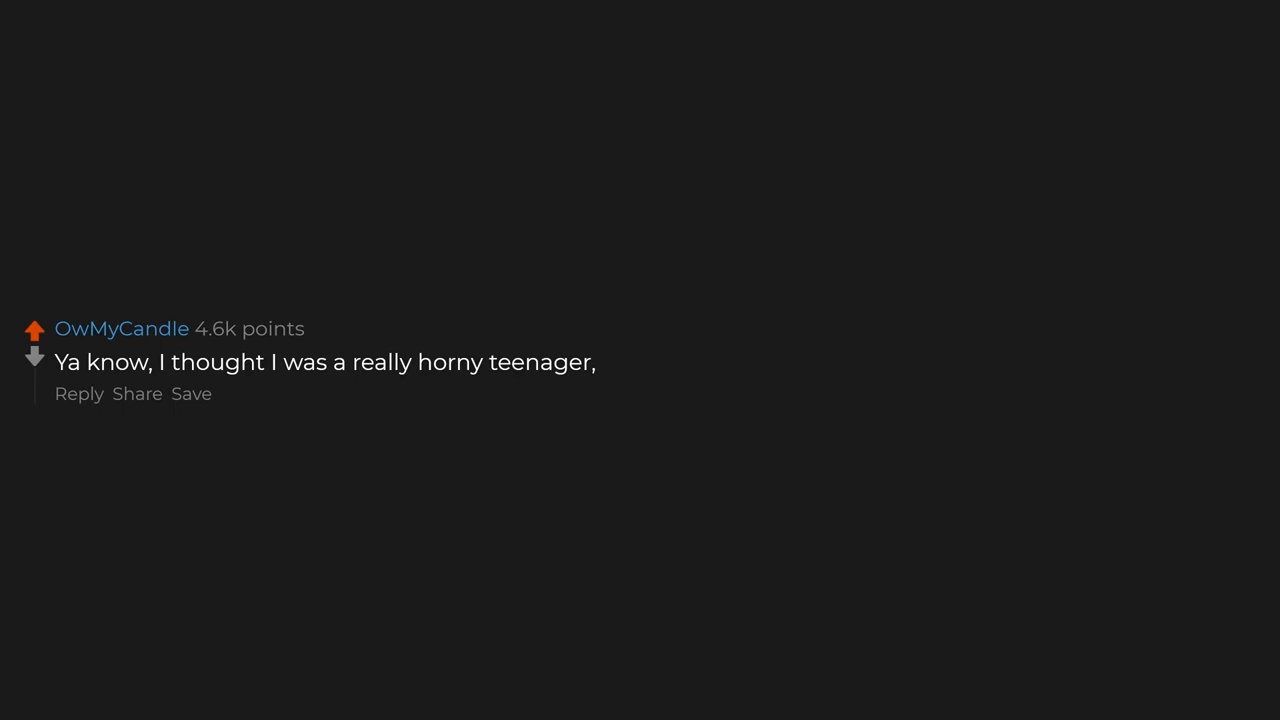 OwMyCandle 4.6k points
Ya know, I thought I was a really horny teenager,
Reply Share Save